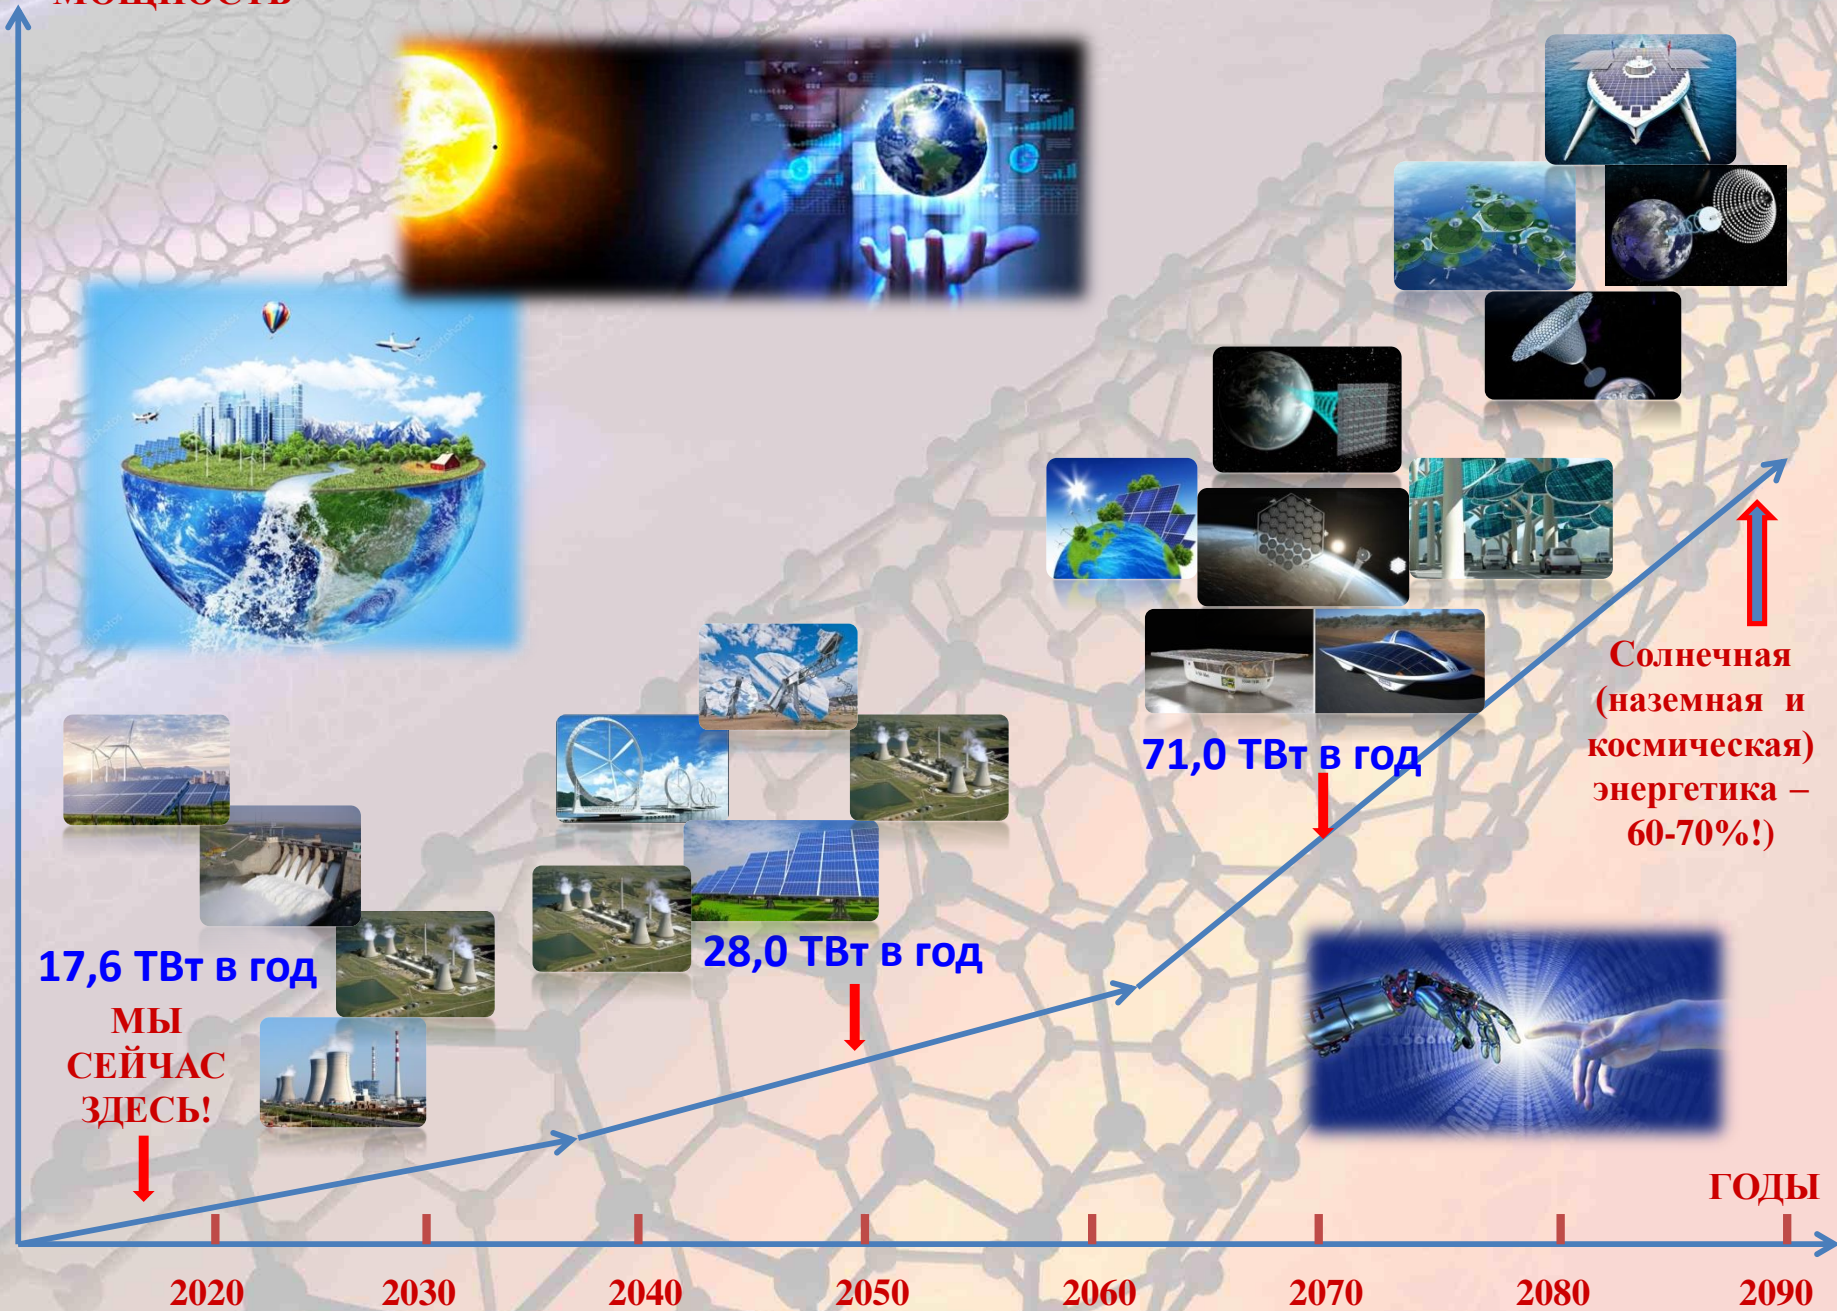 МОЩНОСТЬ
17,6 ТВт в год
МЫ
СЕЙЧАС
ЗДЕСЬ!
28,0 ТВт в год
71,0 ТВт в год
Солнечная
(наземная и
космическая)
энергетика –
60-70%!)
ГОДЫ
2020
2030
2040
2050
2060
2070
2080
2090